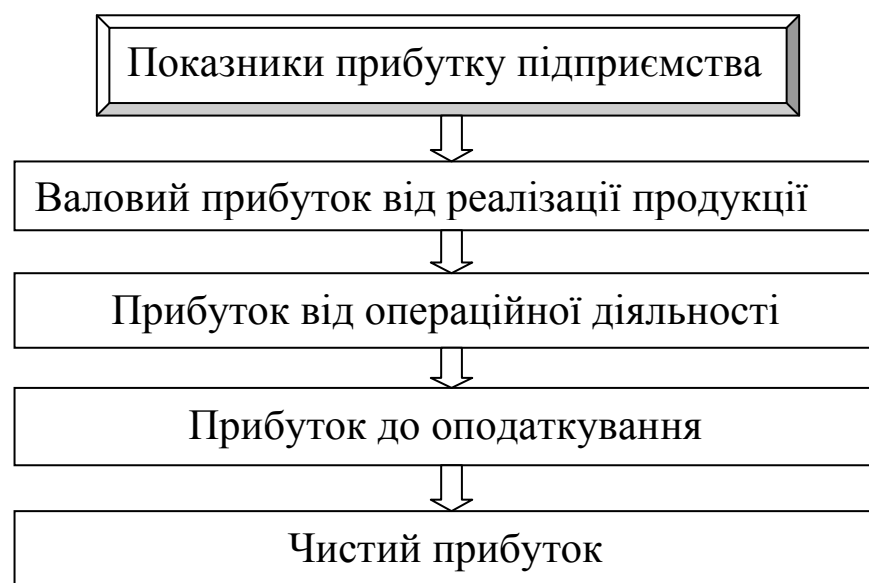 Показники прибутку підприємства
Валовий прибуток від реалізації продукції
Прибуток від операційної діяльності
Прибуток до оподаткування
Чистий прибуток